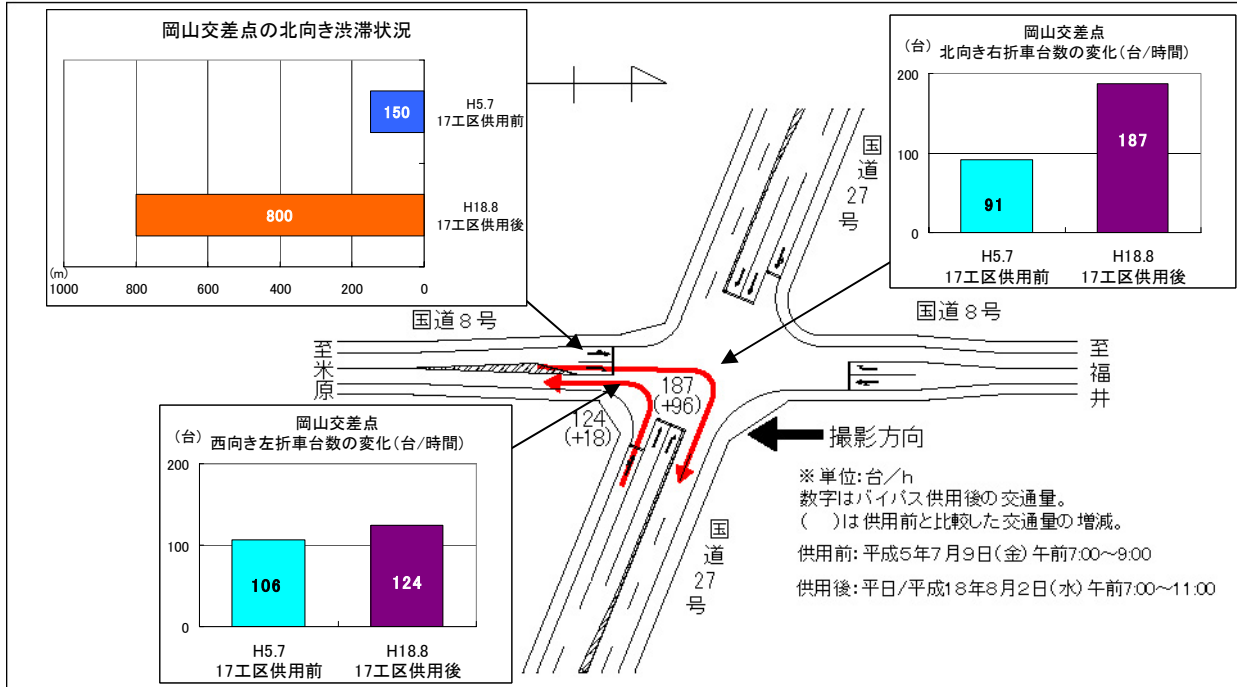 岡山交差点の北向き渋滞状況
150
H5.7
17工区供用前
800
H18.8
17工区供用後
(m)
1000 800 600 400 200 0
岡山交差点
北向き右折車台数の変化(台/時間)
(台)
200
100
0
91
187
H5.7
17工区供用前
H18.8
17工区供用後
国道27号
国道8号
国道8号
至米原
至福井
187
(+96)
124
(+18)
撮影方向
岡山交差点
西向き左折車台数の変化(台/時間)
(台)
200
100
0
106
124
H5.7
17工区供用前
H18.8
17工区供用後
国道27号
※単位:台/h
数字はバイパス供用後の交通量。
( )は供用前と比較した交通量の増減。
供用前:平成5年7月9日(金)午前7:00~9:00
供用後:平日/平成18年8月2日(水)午前7:00~11:00